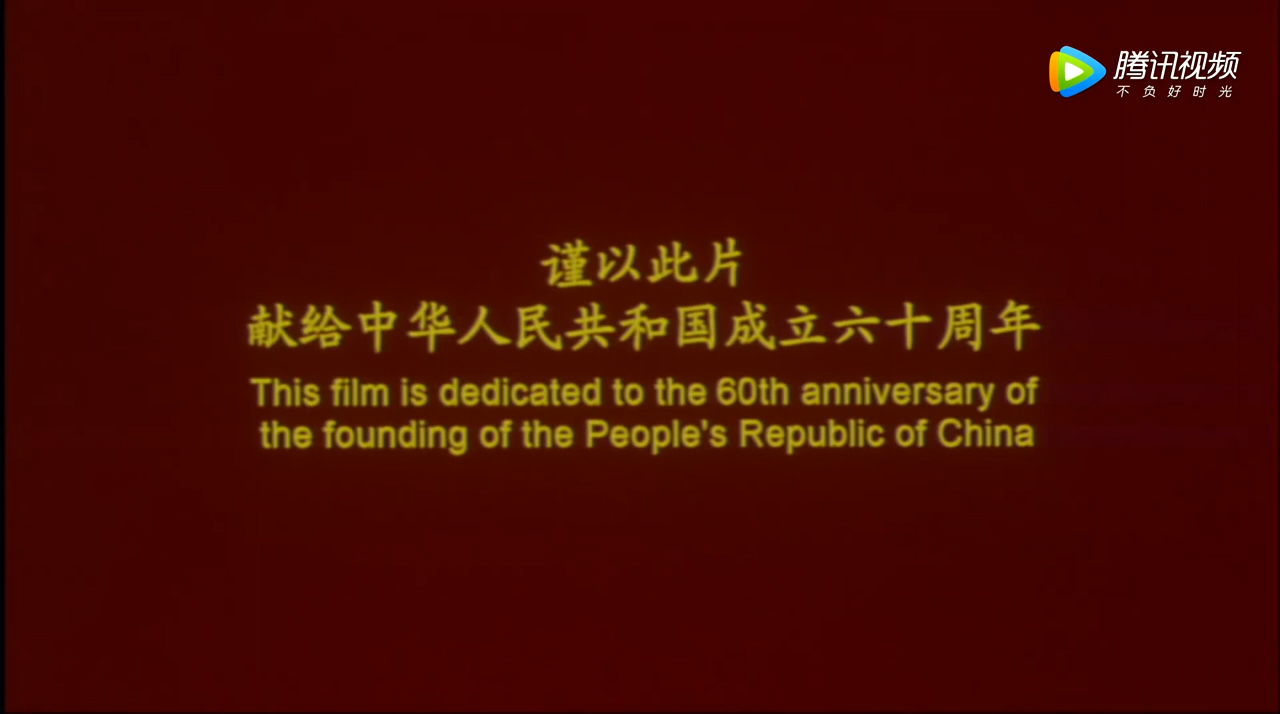 腾讯视频
不负好时光
谨以此片
献给中华人民共和国成立六十周年
This film is dedicated to the 60th anniversary of
the founding of the People's Republic of China